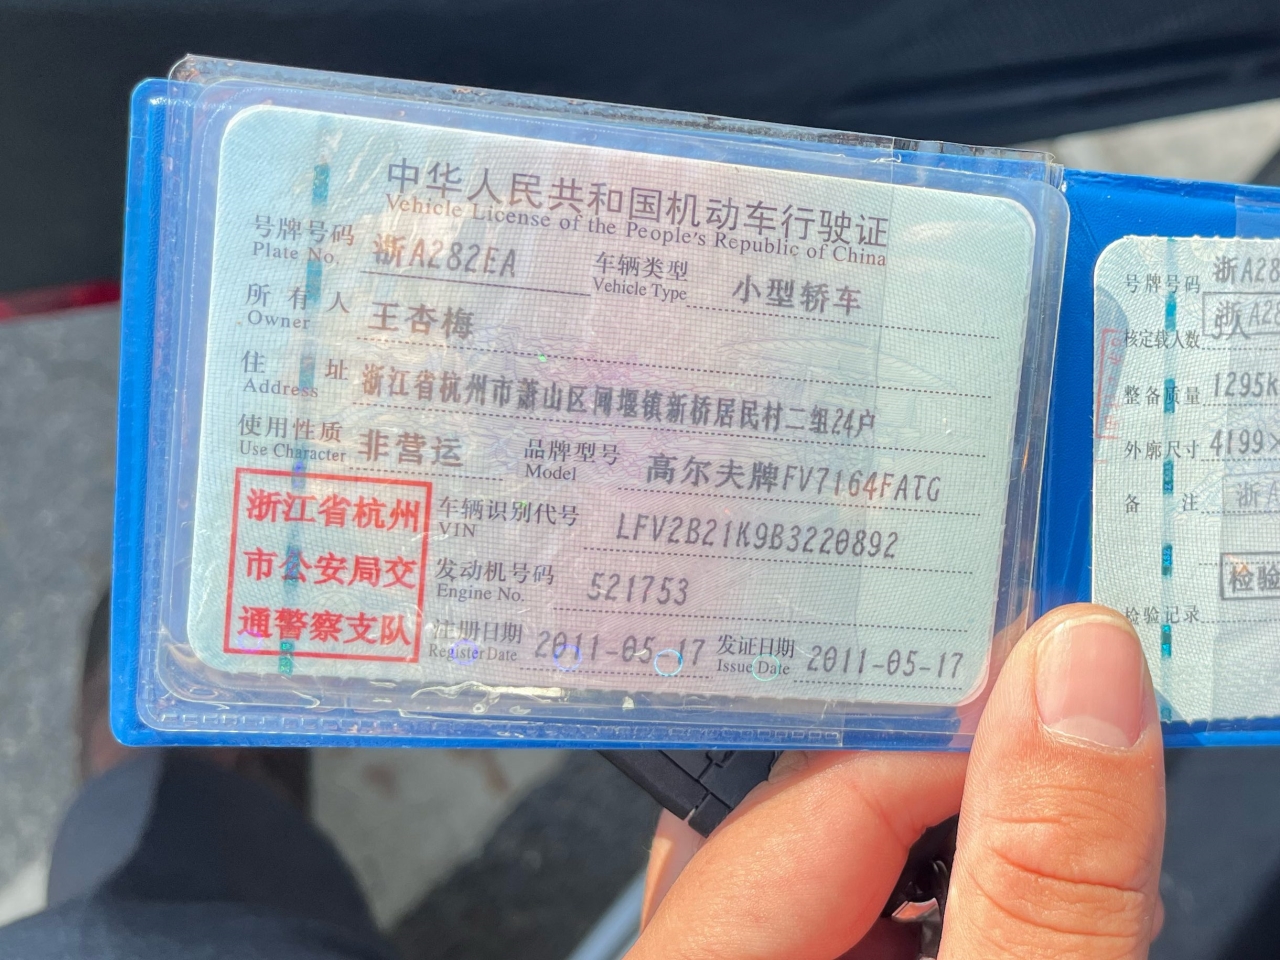 中华人民共和国机动车行驶证
Vehicle License of the People's Republic of China
号牌号码 浙A282EA 车辆类型 小型轿车
Plate No. Vehicle Type
所有人 王杏梅
Owner
住址 浙江省杭州市萧山区闻堰镇新桥居民村二组24户
Address
使用性质 非营运 品牌型号 高尔夫牌FV7164FATG
Use Character Model
浙江省杭州
市公安局交
通警察支队
车辆识别代号 LFV2B21K9B3220892
VIN
发动机号码 521753
Engine No.
注册日期 2011-05-17 发证日期 2011-05-17
Register Date Issue Date
号牌号码 浙A28
浙A2
核定载人数 5人
整备质量 1295K
外廓尺寸 4199×
备注 浙A
检验
检验记录